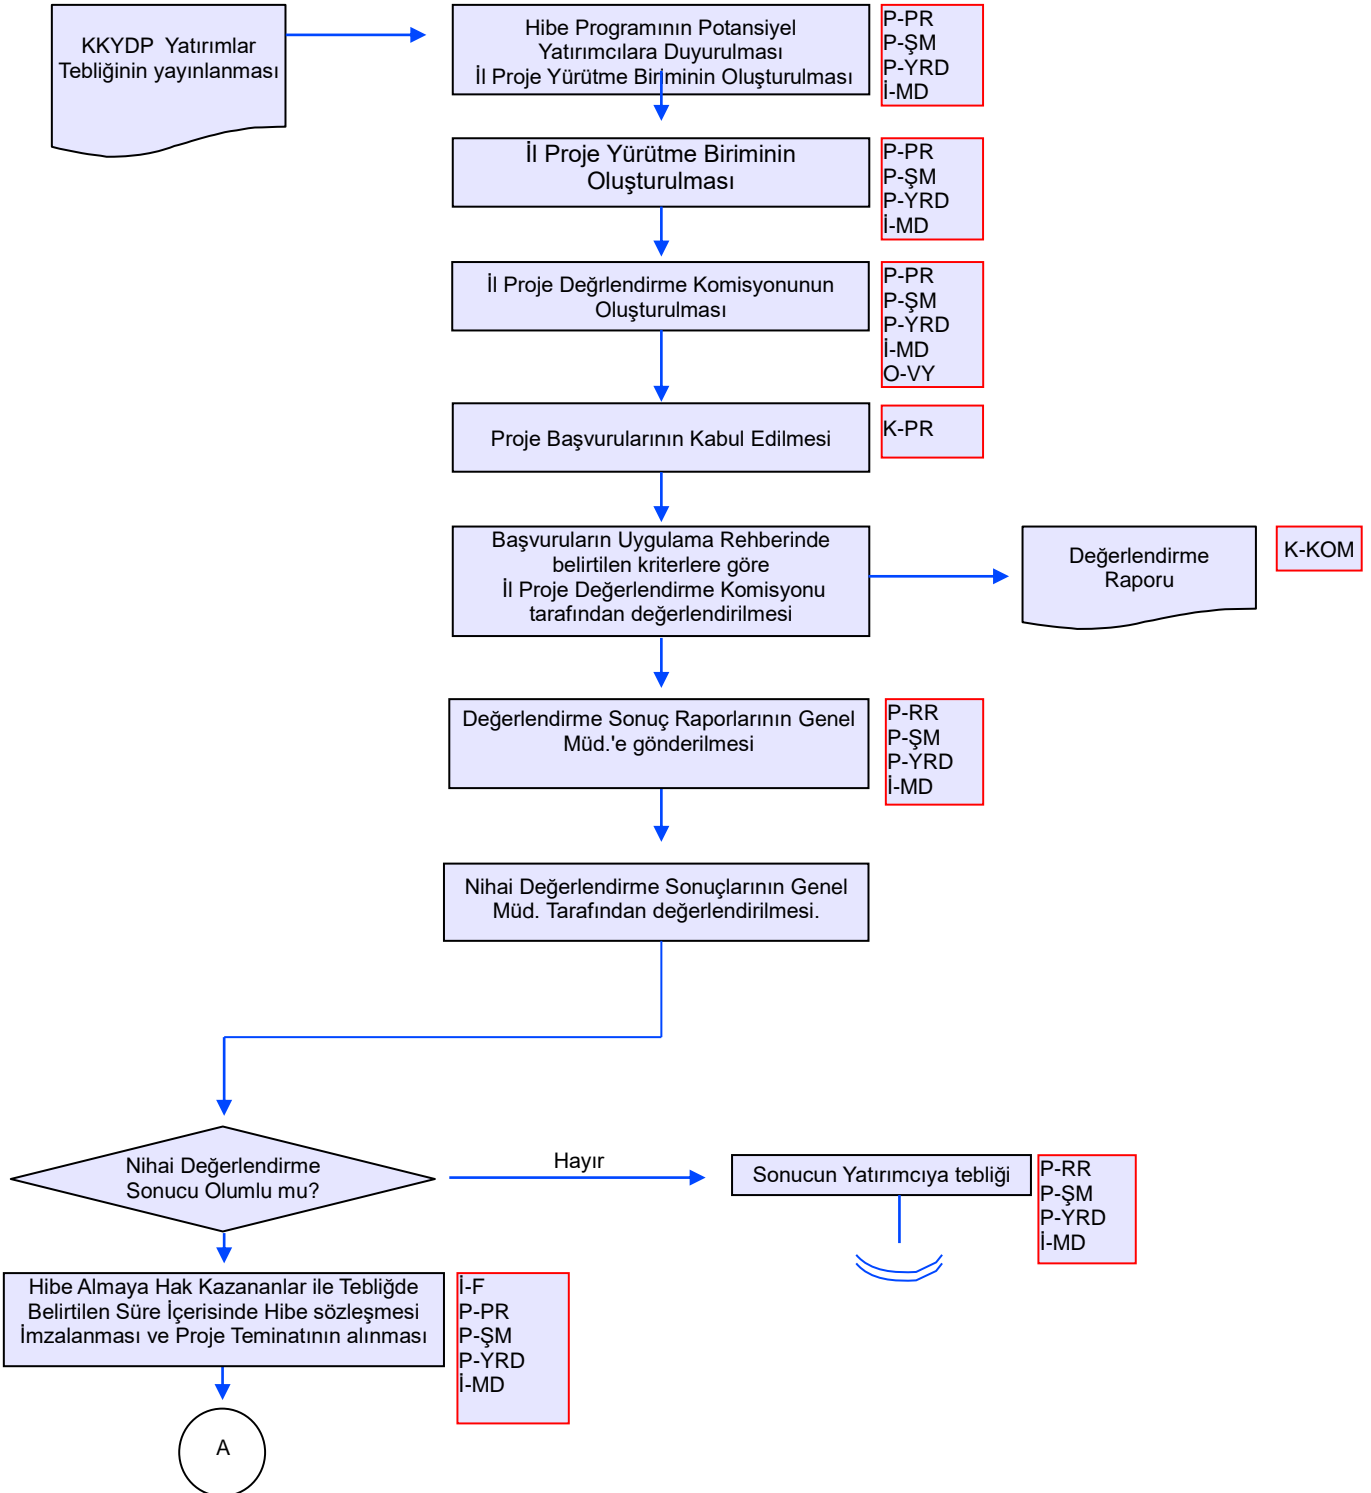 KKYDP  Yatırımlar
Tebliğinin yayınlanması
Hibe Programının Potansiyel
Yatırımcılara Duyurulması
İl Proje Yürütme Biriminin Oluşturulması
P-PR
P-ŞM
P-YRD
İ-MD
İl Proje Yürütme Biriminin
Oluşturulması
P-PR
P-ŞM
P-YRD
İ-MD
İl Proje Değrlendirme Komisyonunun
Oluşturulması
P-PR
P-ŞM
P-YRD
İ-MD
O-VY
Proje Başvurularının Kabul Edilmesi
K-PR
Başvuruların Uygulama Rehberinde
belirtilen kriterlere göre
İl Proje Değerlendirme Komisyonu
tarafından değerlendirilmesi
Değerlendirme
Raporu
K-KOM
Değerlendirme Sonuç Raporlarının Genel
Müd.'e gönderilmesi
P-RR
P-ŞM
P-YRD
İ-MD
Nihai Değerlendirme Sonuçlarının Genel
Müd. Tarafından değerlendirilmesi.
Nihai Değerlendirme
Sonucu Olumlu mu?
Hayır
Sonucun Yatırımcıya tebliği
P-RR
P-ŞM
P-YRD
İ-MD
Hibe Almaya Hak Kazananlar ile Tebliğde
Belirtilen Süre İçerisinde Hibe sözleşmesi
İmzalanması ve Proje Teminatının alınması
İ-F
P-PR
P-ŞM
P-YRD
İ-MD
A